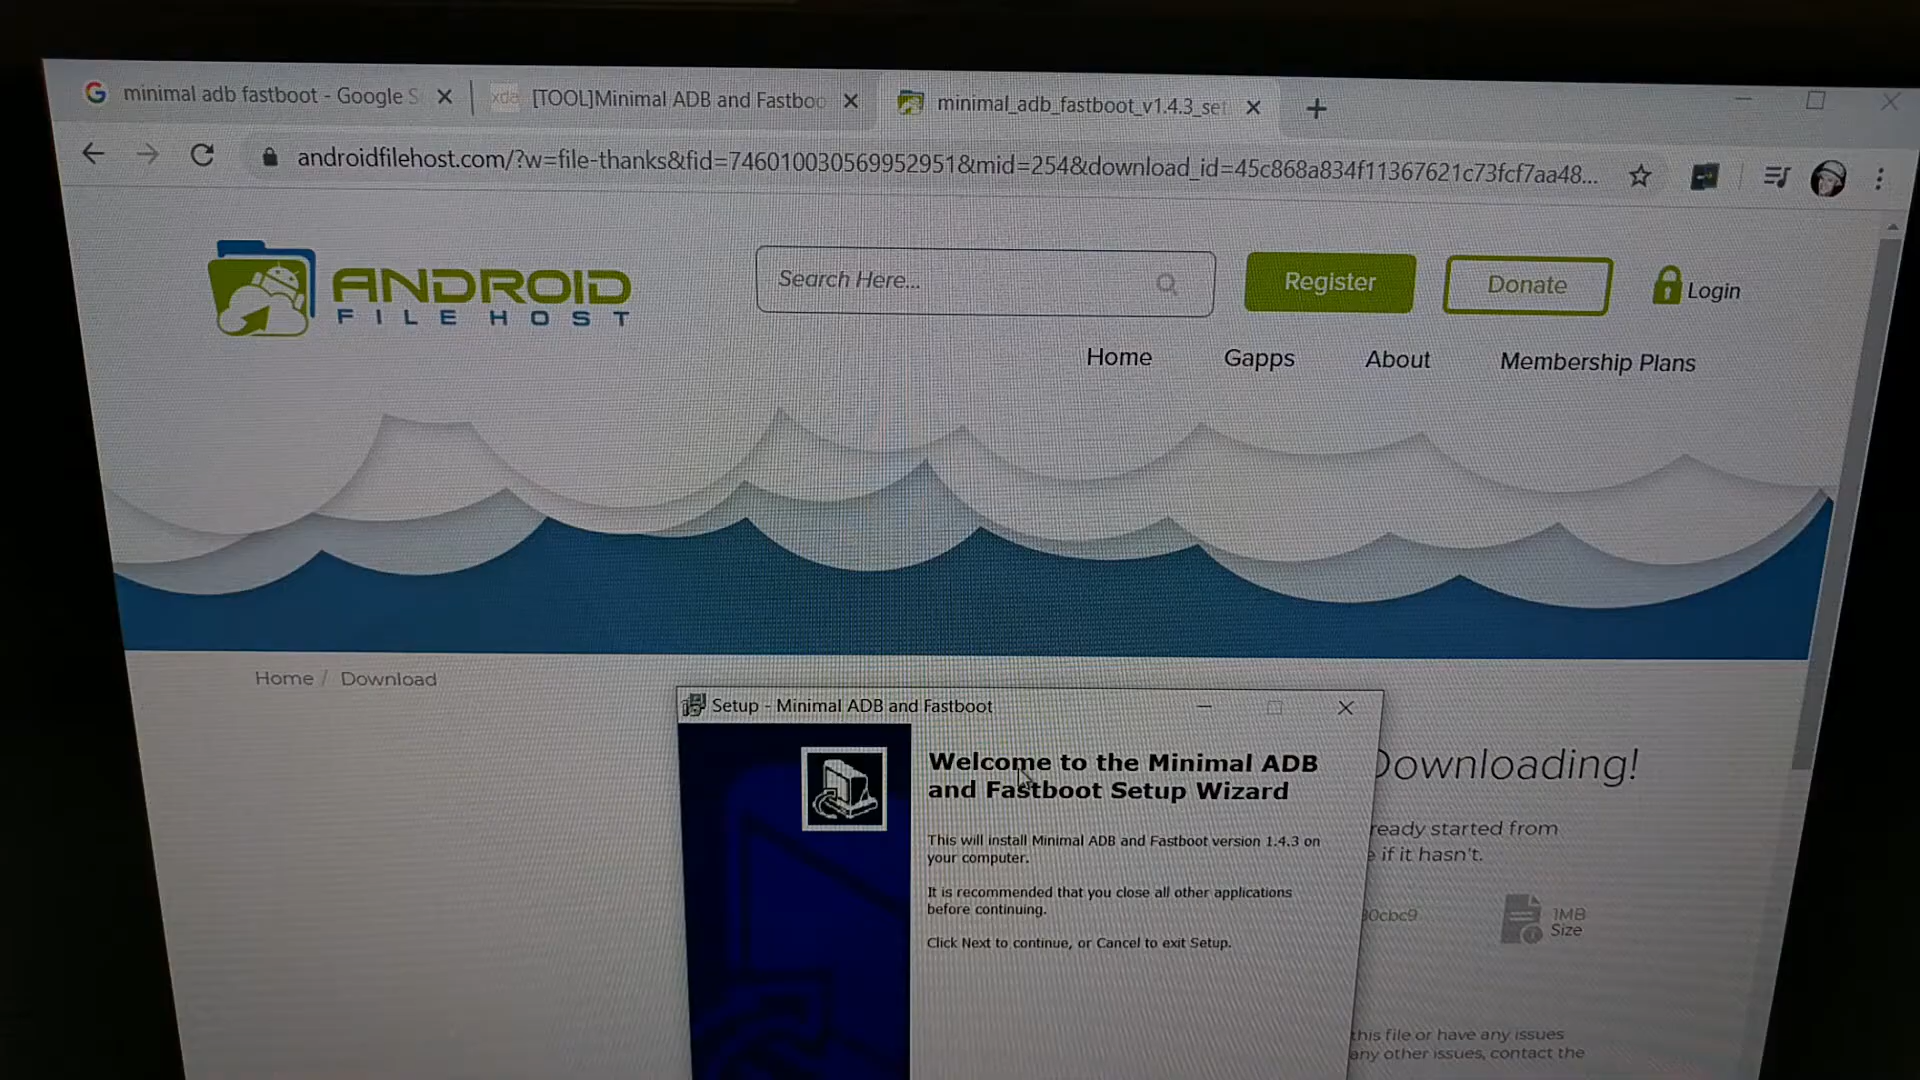 minimal adb fastboot - Google S
xda [TOOL]Minimal ADB and Fastboo
minimal_adb_fastboot_v1.4.3_set
androidfilehost.com/?w=file-thanks&fid=746010030569952951&mid=254&download_id=45c868a834f11367621c73fcf7aa48...
ANDROID
FILE HOST
Search Here...
Register
Donate
Login
Home
Gapps
About
Membership Plans
Home / Download
Setup - Minimal ADB and Fastboot
Welcome to the Minimal ADB
and Fastboot Setup Wizard
This will install Minimal ADB and Fastboot version 1.4.3 on
your computer.
It is recommended that you close all other applications
before continuing.
Click Next to continue, or Cancel to exit Setup.
Downloading!
ready started from
e if it hasn't.
0cbc9
1MB
Size
this file or have any issues
any other issues, contact the